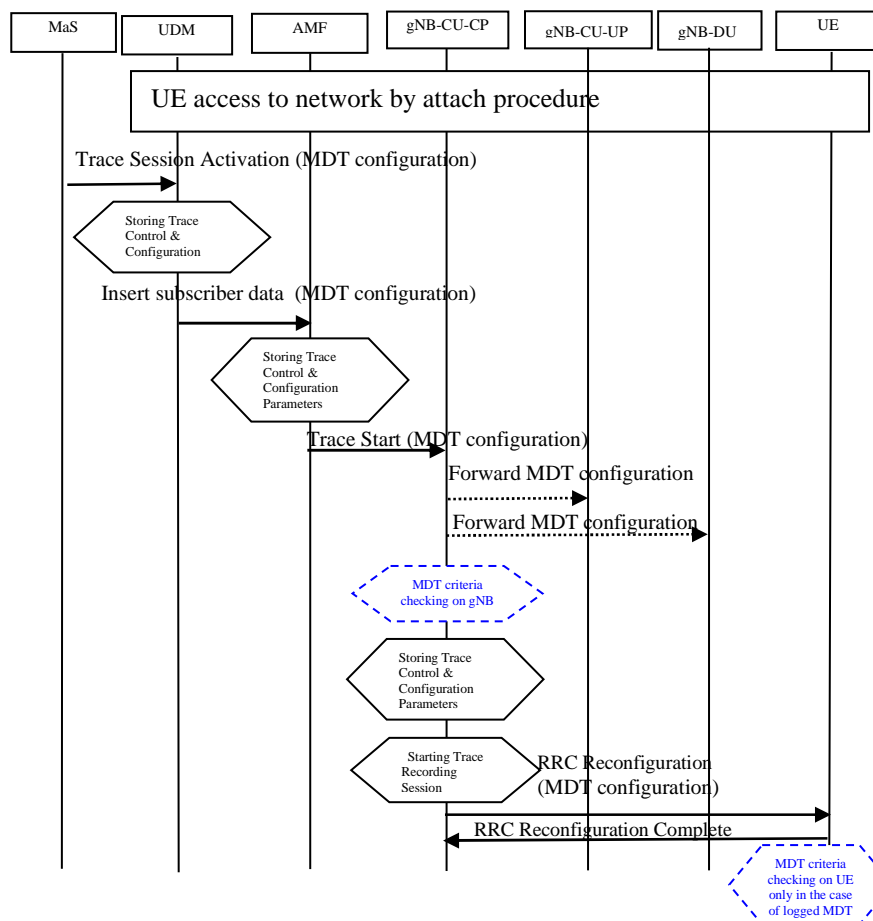 MaS
UDM
AMF
gNB-CU-CP
gNB-CU-UP
gNB-DU
UE
UE access to network by attach procedure
Trace Session Activation (MDT configuration)
Storing Trace
Control &
Configuration
Insert subscriber data (MDT configuration)
Storing Trace
Control &
Configuration
Parameters
Trace Start (MDT configuration)
Forward MDT configuration
Forward MDT configuration
MDT criteria
checking on gNB
Storing Trace
Control &
Configuration
Parameters
Starting Trace
Recording
Session
RRC Reconfiguration
(MDT configuration)
RRC Reconfiguration Complete
MDT criteria
checking on UE
only in the case
of logged MDT